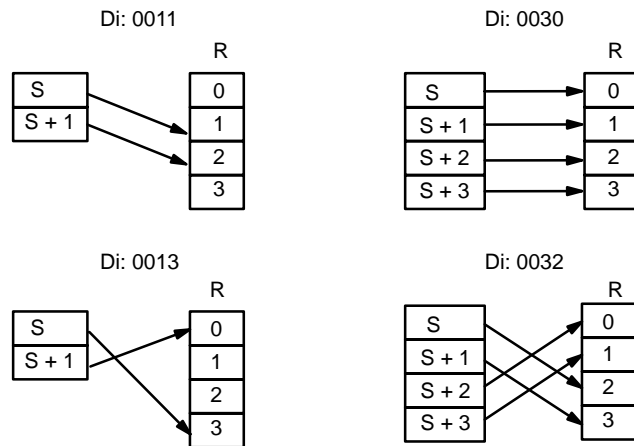 Di: 0011
R
S
S + 1
0
1
2
3
Di: 0030
R
S
S + 1
S + 2
S + 3
0
1
2
3
Di: 0013
R
S
S + 1
0
1
2
3
Di: 0032
R
S
S + 1
S + 2
S + 3
0
1
2
3